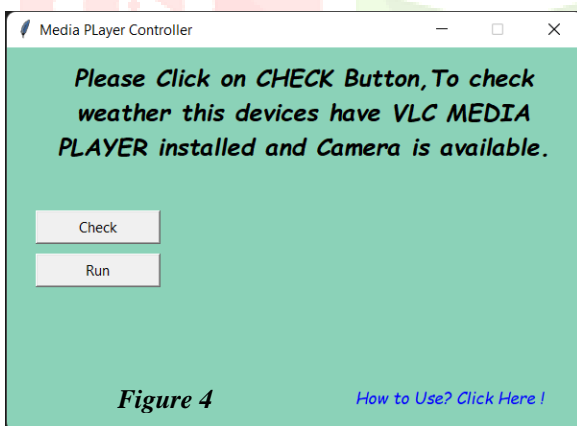 Media PLayer Controller
Please Click on CHECK Button,To check
weather this devices have VLC MEDIA
PLAYER installed and Camera is available.
Check
Run
Figure 4
How to Use? Click Here !